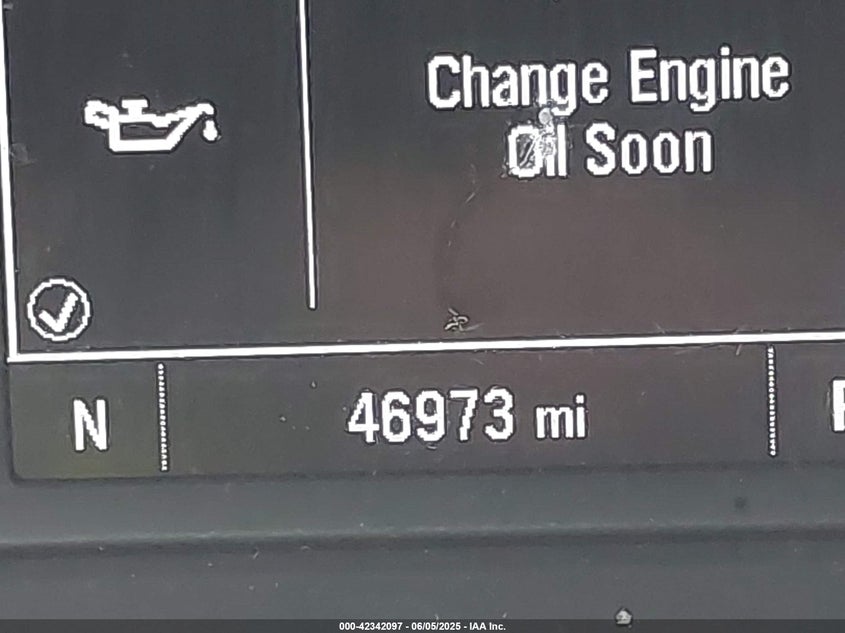 Change Engine
Oil Soon
N
46973 mi
000-42342097 - 06/05/2025 - IAA Inc.